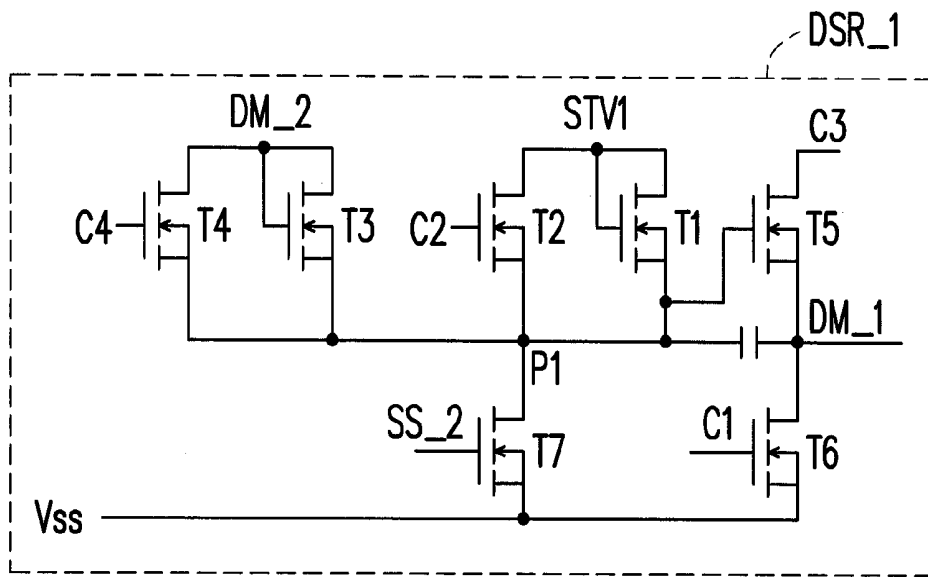 DSR_1
DM_2
STV1
C3
C4
T4
T3
C2
T2
T1
T5
DM_1
P1
SS_2
T7
C1
T6
Vss